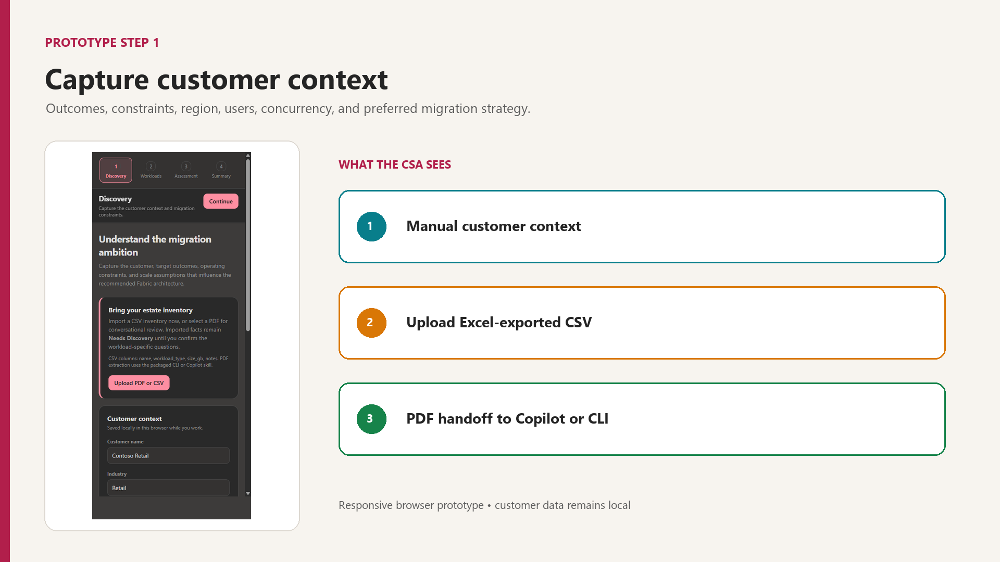 PROTOTYPE STEP 1
Capture customer context
Outcomes, constraints, region, users, concurrency, and preferred migration strategy.
1
Discovery
2
Workloads
3
Assessment
4
Summary
Discovery
Capture the customer context and migration
constraints.
Continue
Understand the migration
ambition
Capture the customer, target outcomes, operating
constraints, and scale assumptions that influence the
recommended Fabric architecture.
Bring your estate inventory
Import a CSV inventory now, or select a PDF for
conversational review. Imported facts remain
Needs Discovery until you confirm the
workload-specific questions.
CSV columns: name, workload_type, size_gb, notes. PDF
extraction uses the packaged CLI or Copilot skill.
Upload PDF or CSV
Customer context
Saved locally in this browser while you work.
Customer name
Contoso Retail
Industry
Retail
WHAT THE CSA SEES
1
Manual customer context
2
Upload Excel-exported CSV
3
PDF handoff to Copilot or CLI
Responsive browser prototype • customer data remains local